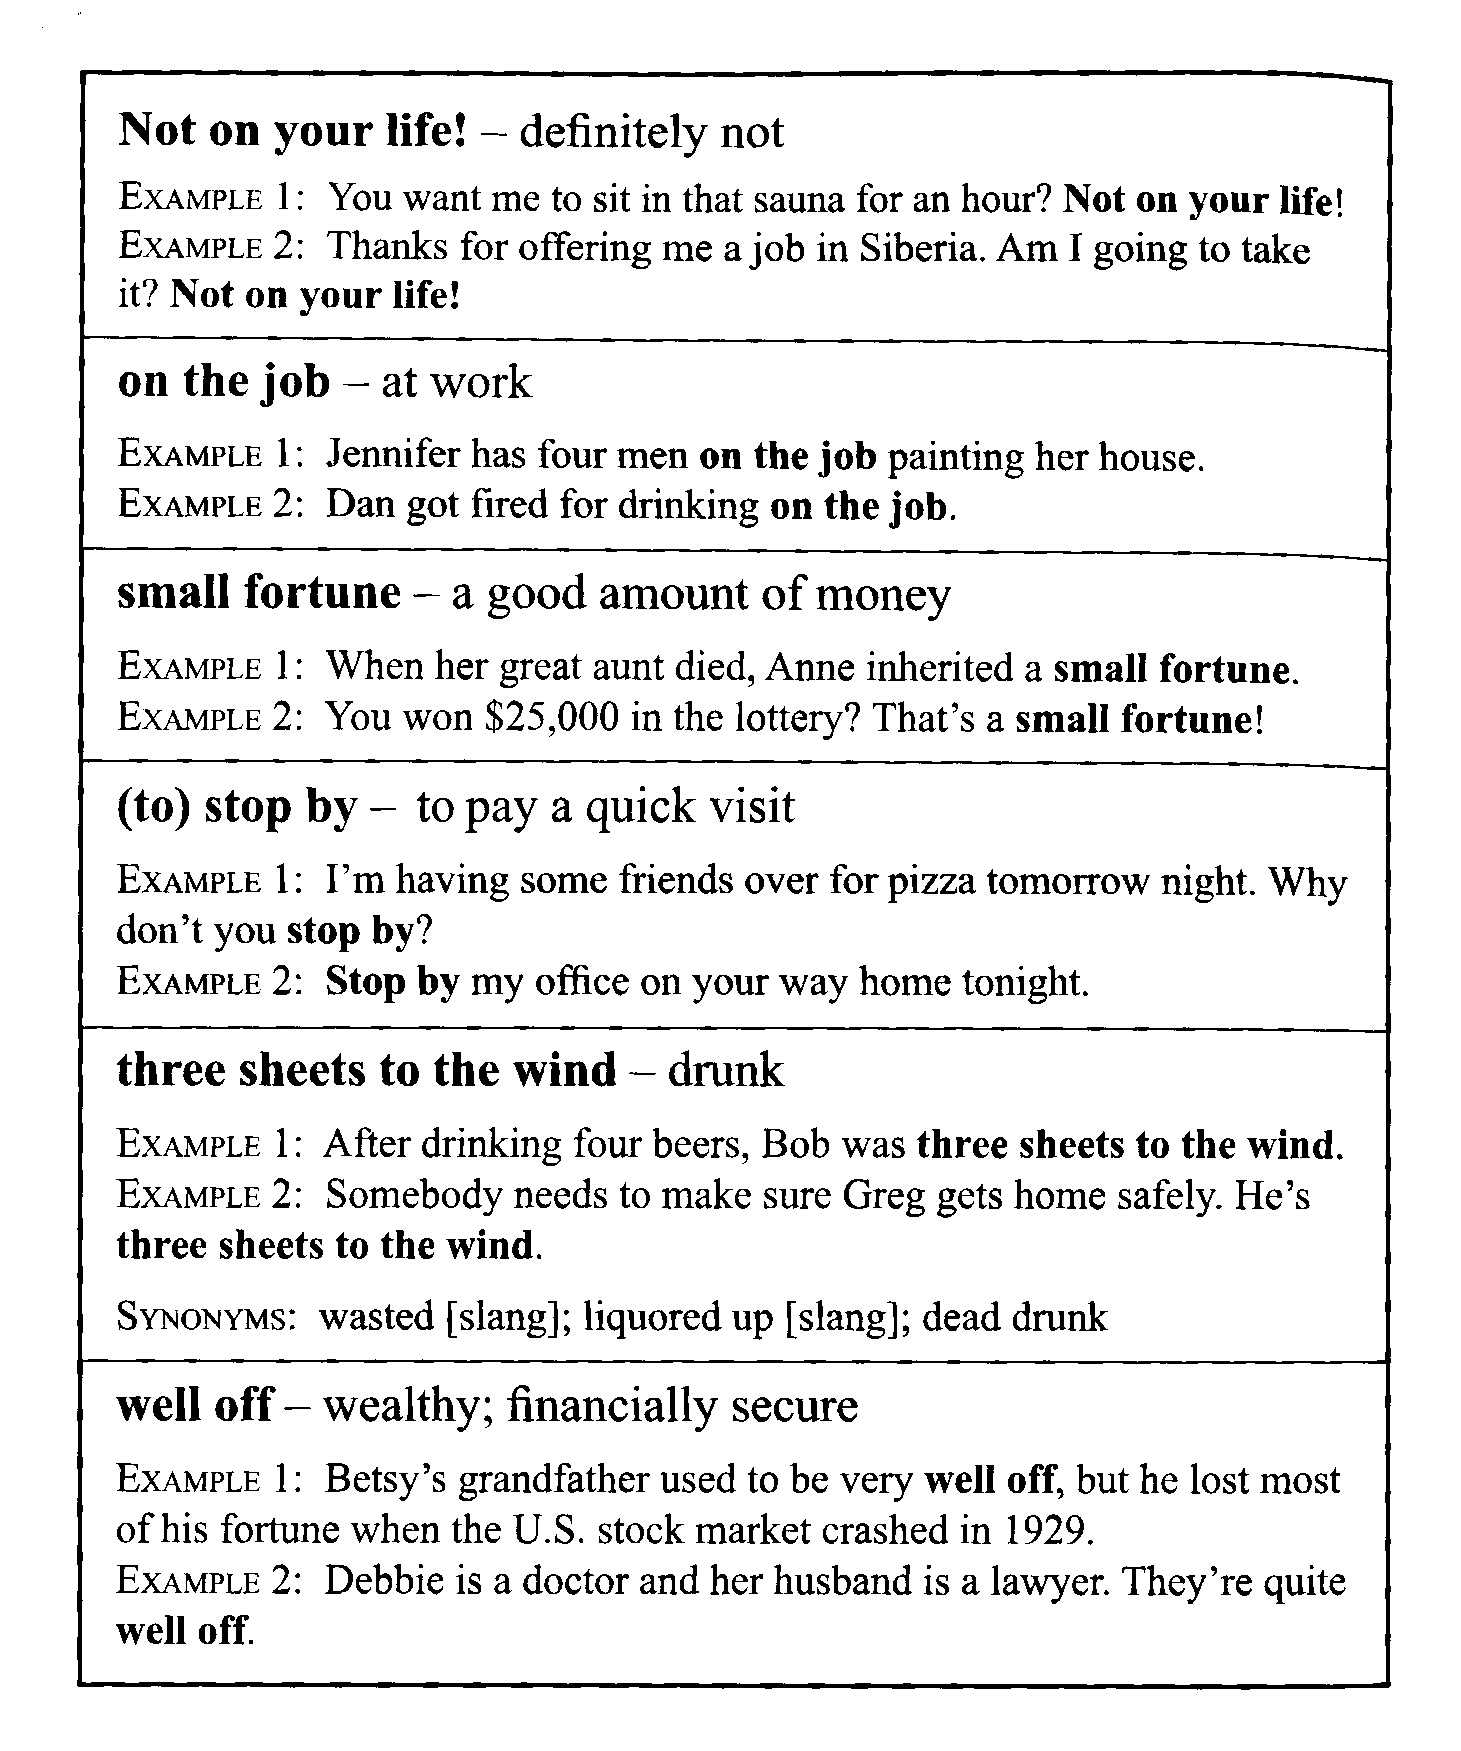 Not on your life! – definitely not
EXAMPLE 1: You want me to sit in that sauna for an hour? Not on your life!
EXAMPLE 2: Thanks for offering me a job in Siberia. Am I going to take
it? Not on your life!
on the job – at work
EXAMPLE 1: Jennifer has four men on the job painting her house.
EXAMPLE 2: Dan got fired for drinking on the job.
small fortune – a good amount of money
EXAMPLE 1: When her great aunt died, Anne inherited a small fortune.
EXAMPLE 2: You won $25,000 in the lottery? That’s a small fortune!
(to) stop by – to pay a quick visit
EXAMPLE 1: I’m having some friends over for pizza tomorrow night. Why
don’t you stop by?
EXAMPLE 2: Stop by my office on your way home tonight.
three sheets to the wind – drunk
EXAMPLE 1: After drinking four beers, Bob was three sheets to the wind.
EXAMPLE 2: Somebody needs to make sure Greg gets home safely. He’s
three sheets to the wind.
SYNONYMS: wasted [slang]; liquored up [slang]; dead drunk
well off – wealthy; financially secure
EXAMPLE 1: Betsy’s grandfather used to be very well off, but he lost most
of his fortune when the U.S. stock market crashed in 1929.
EXAMPLE 2: Debbie is a doctor and her husband is a lawyer. They’re quite
well off.